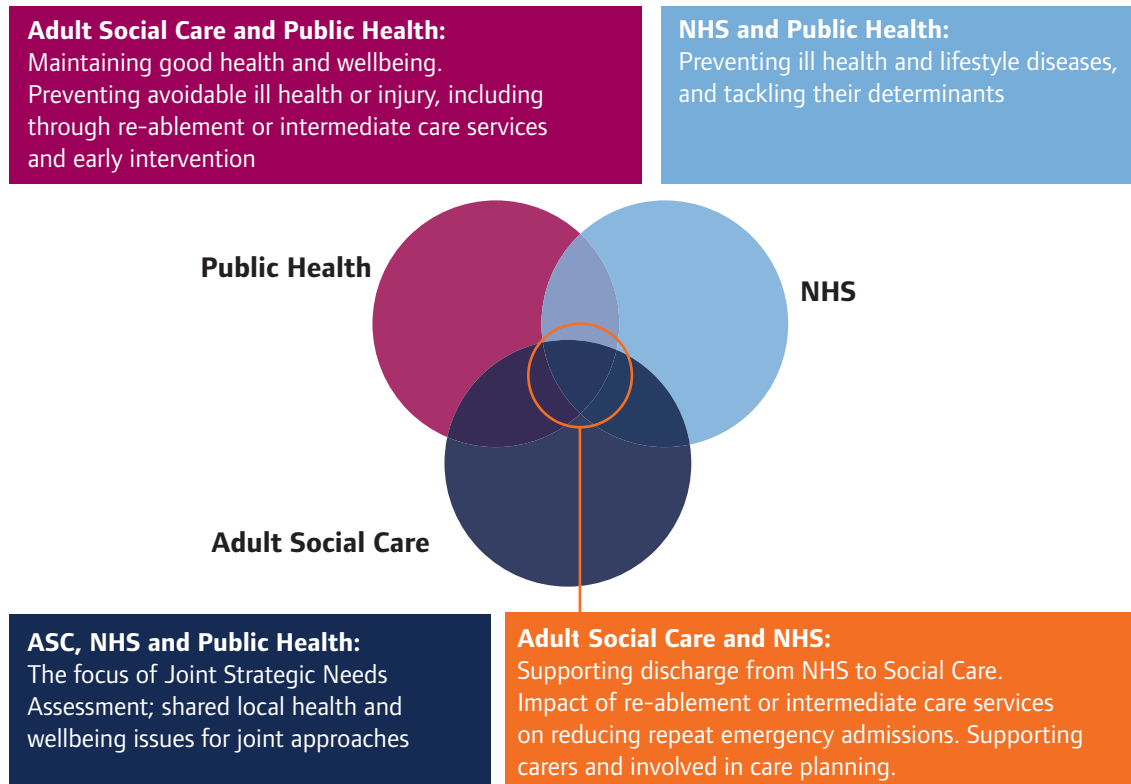 Adult Social Care and Public Health:
Maintaining good health and wellbeing.
Preventing avoidable ill health or injury, including
through re-ablement or intermediate care services
and early intervention
NHS and Public Health:
Preventing ill health and lifestyle diseases,
and tackling their determinants
Public Health
NHS
Adult Social Care
ASC, NHS and Public Health:
The focus of Joint Strategic Needs
Assessment; shared local health and
wellbeing issues for joint approaches
Adult Social Care and NHS:
Supporting discharge from NHS to Social Care.
Impact of re-ablement or intermediate care services
on reducing repeat emergency admissions. Supporting
carers and involved in care planning.